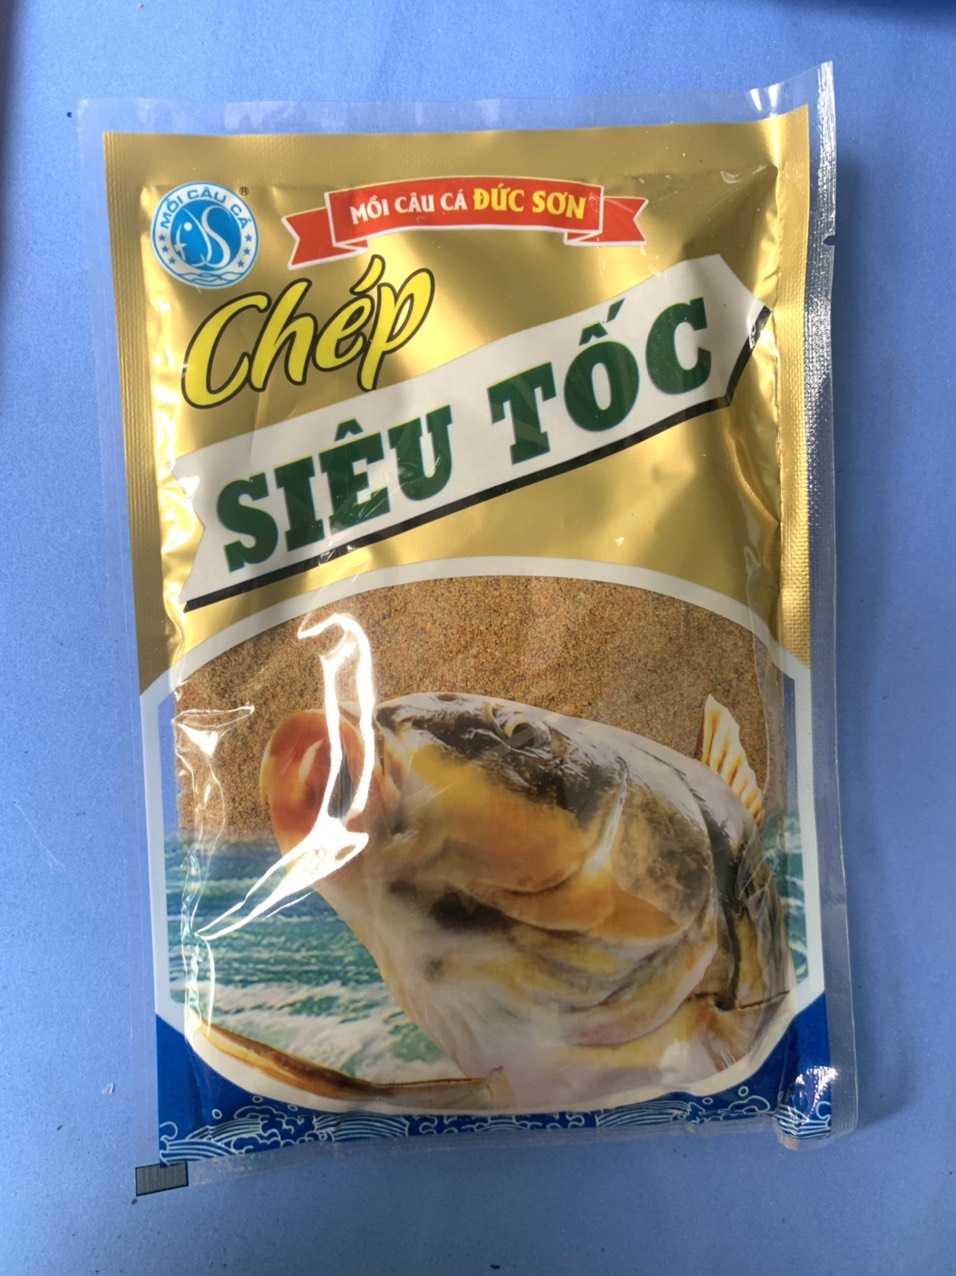 MỒI CÂU CÁ
®
S
MỒI CÂU CÁ ĐỨC SƠN
Chép
SIÊU TỐC